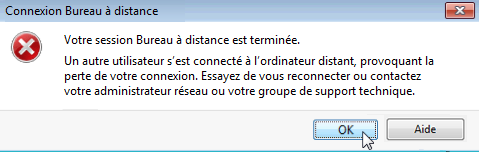 Connexion Bureau à distance
Votre session Bureau à distance est terminée.
Un autre utilisateur s'est connecté à l'ordinateur distant, provoquant la
perte de votre connexion. Essayez de vous reconnecter ou contactez
votre administrateur réseau ou votre groupe de support technique.
OK
Aide